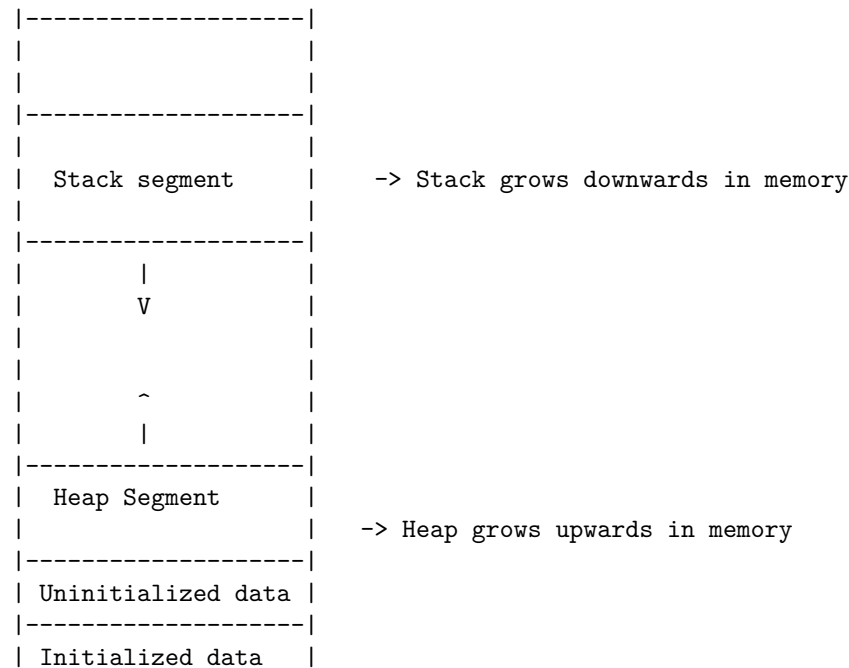 |--------------------|
|                    |
|                    |
|--------------------|
|                    |
|  Stack segment     |    -> Stack grows downwards in memory
|                    |
|--------------------|
|        |           |
|        V           |
|                    |
|                    |
|        ^           |
|        |           |
|--------------------|
|  Heap Segment      |
|                    |   -> Heap grows upwards in memory
|--------------------|
| Uninitialized data |
|--------------------|
| Initialized data   |